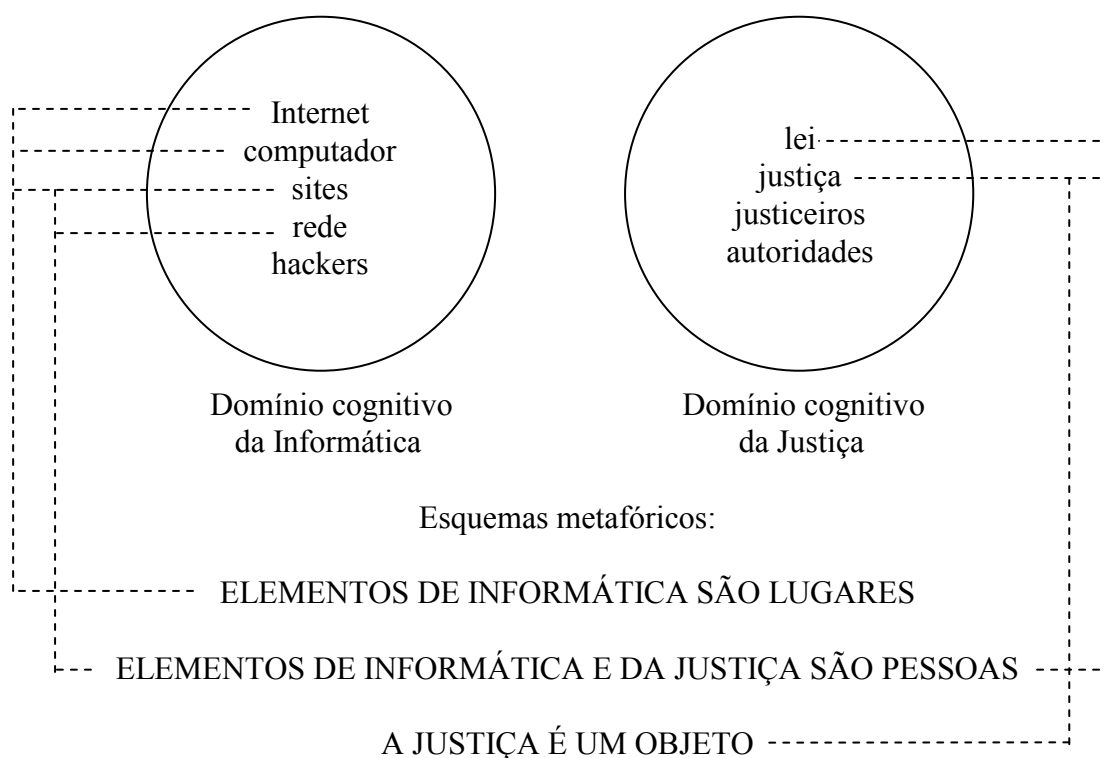 Internet
computador
sites
rede
hackers
lei
justiça
justiceiros
autoridades
Domínio cognitivo
da Informática
Domínio cognitivo
da Justiça
Esquemas metafóricos:
ELEMENTOS DE INFORMÁTICA SÃO LUGARES
ELEMENTOS DE INFORMÁTICA E DA JUSTIÇA SÃO PESSOAS
A JUSTIÇA É UM OBJETO